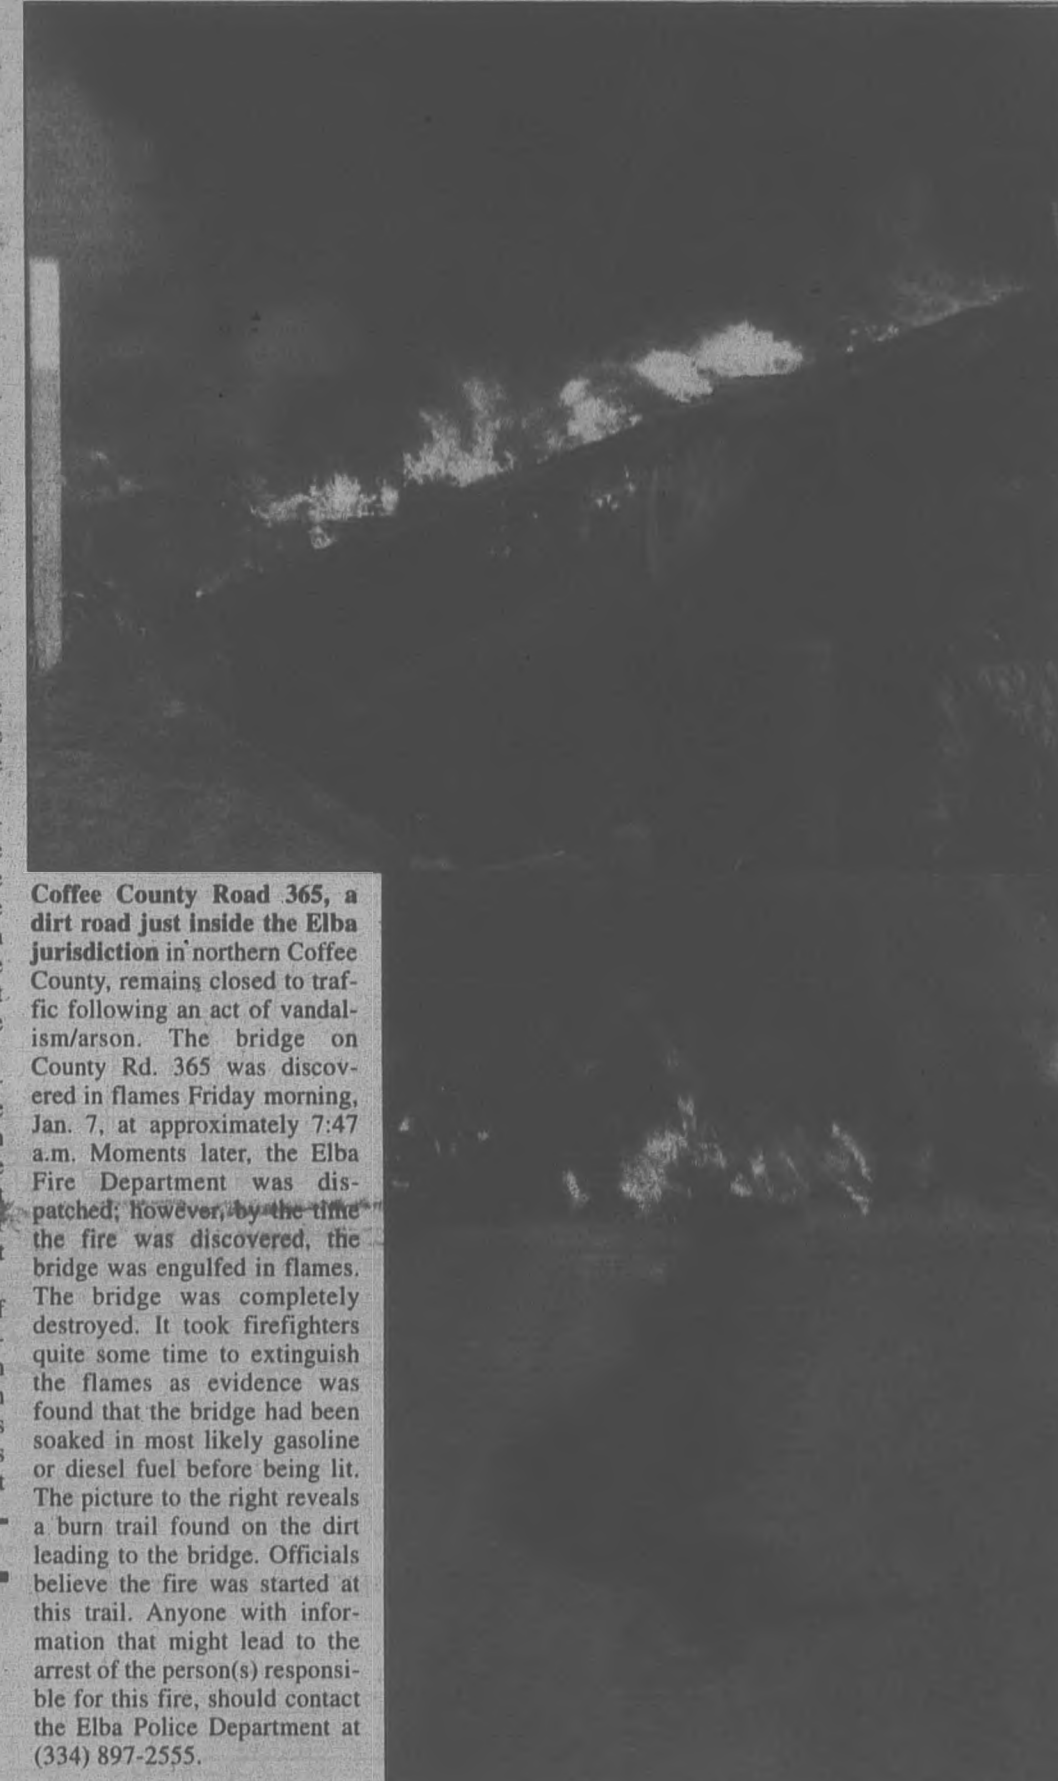 Coffee County Road 365, a
dirt road just inside the Elba
jurisdiction in northern Coffee
County, remains closed to traf-
fic following an act of vandal-
ism/arson. The bridge on
County Rd. 365 was discov-
ered in flames Friday morning,
Jan. 7, at approximately 7:47
a.m. Moments later, the Elba
Fire Department was dis-
patched; however, by the time
the fire was discovered, the
bridge was engulfed in flames.
The bridge was completely
destroyed. It took firefighters
quite some time to extinguish
the flames as evidence was
found that the bridge had been
soaked in most likely gasoline
or diesel fuel before being lit.
The picture to the right reveals
a burn trail found on the dirt
leading to the bridge. Officials
believe the fire was started at
this trail. Anyone with infor-
mation that might lead to the
arrest of the person(s) responsi-
ble for this fire, should contact
the Elba Police Department at
(334) 897-2555.